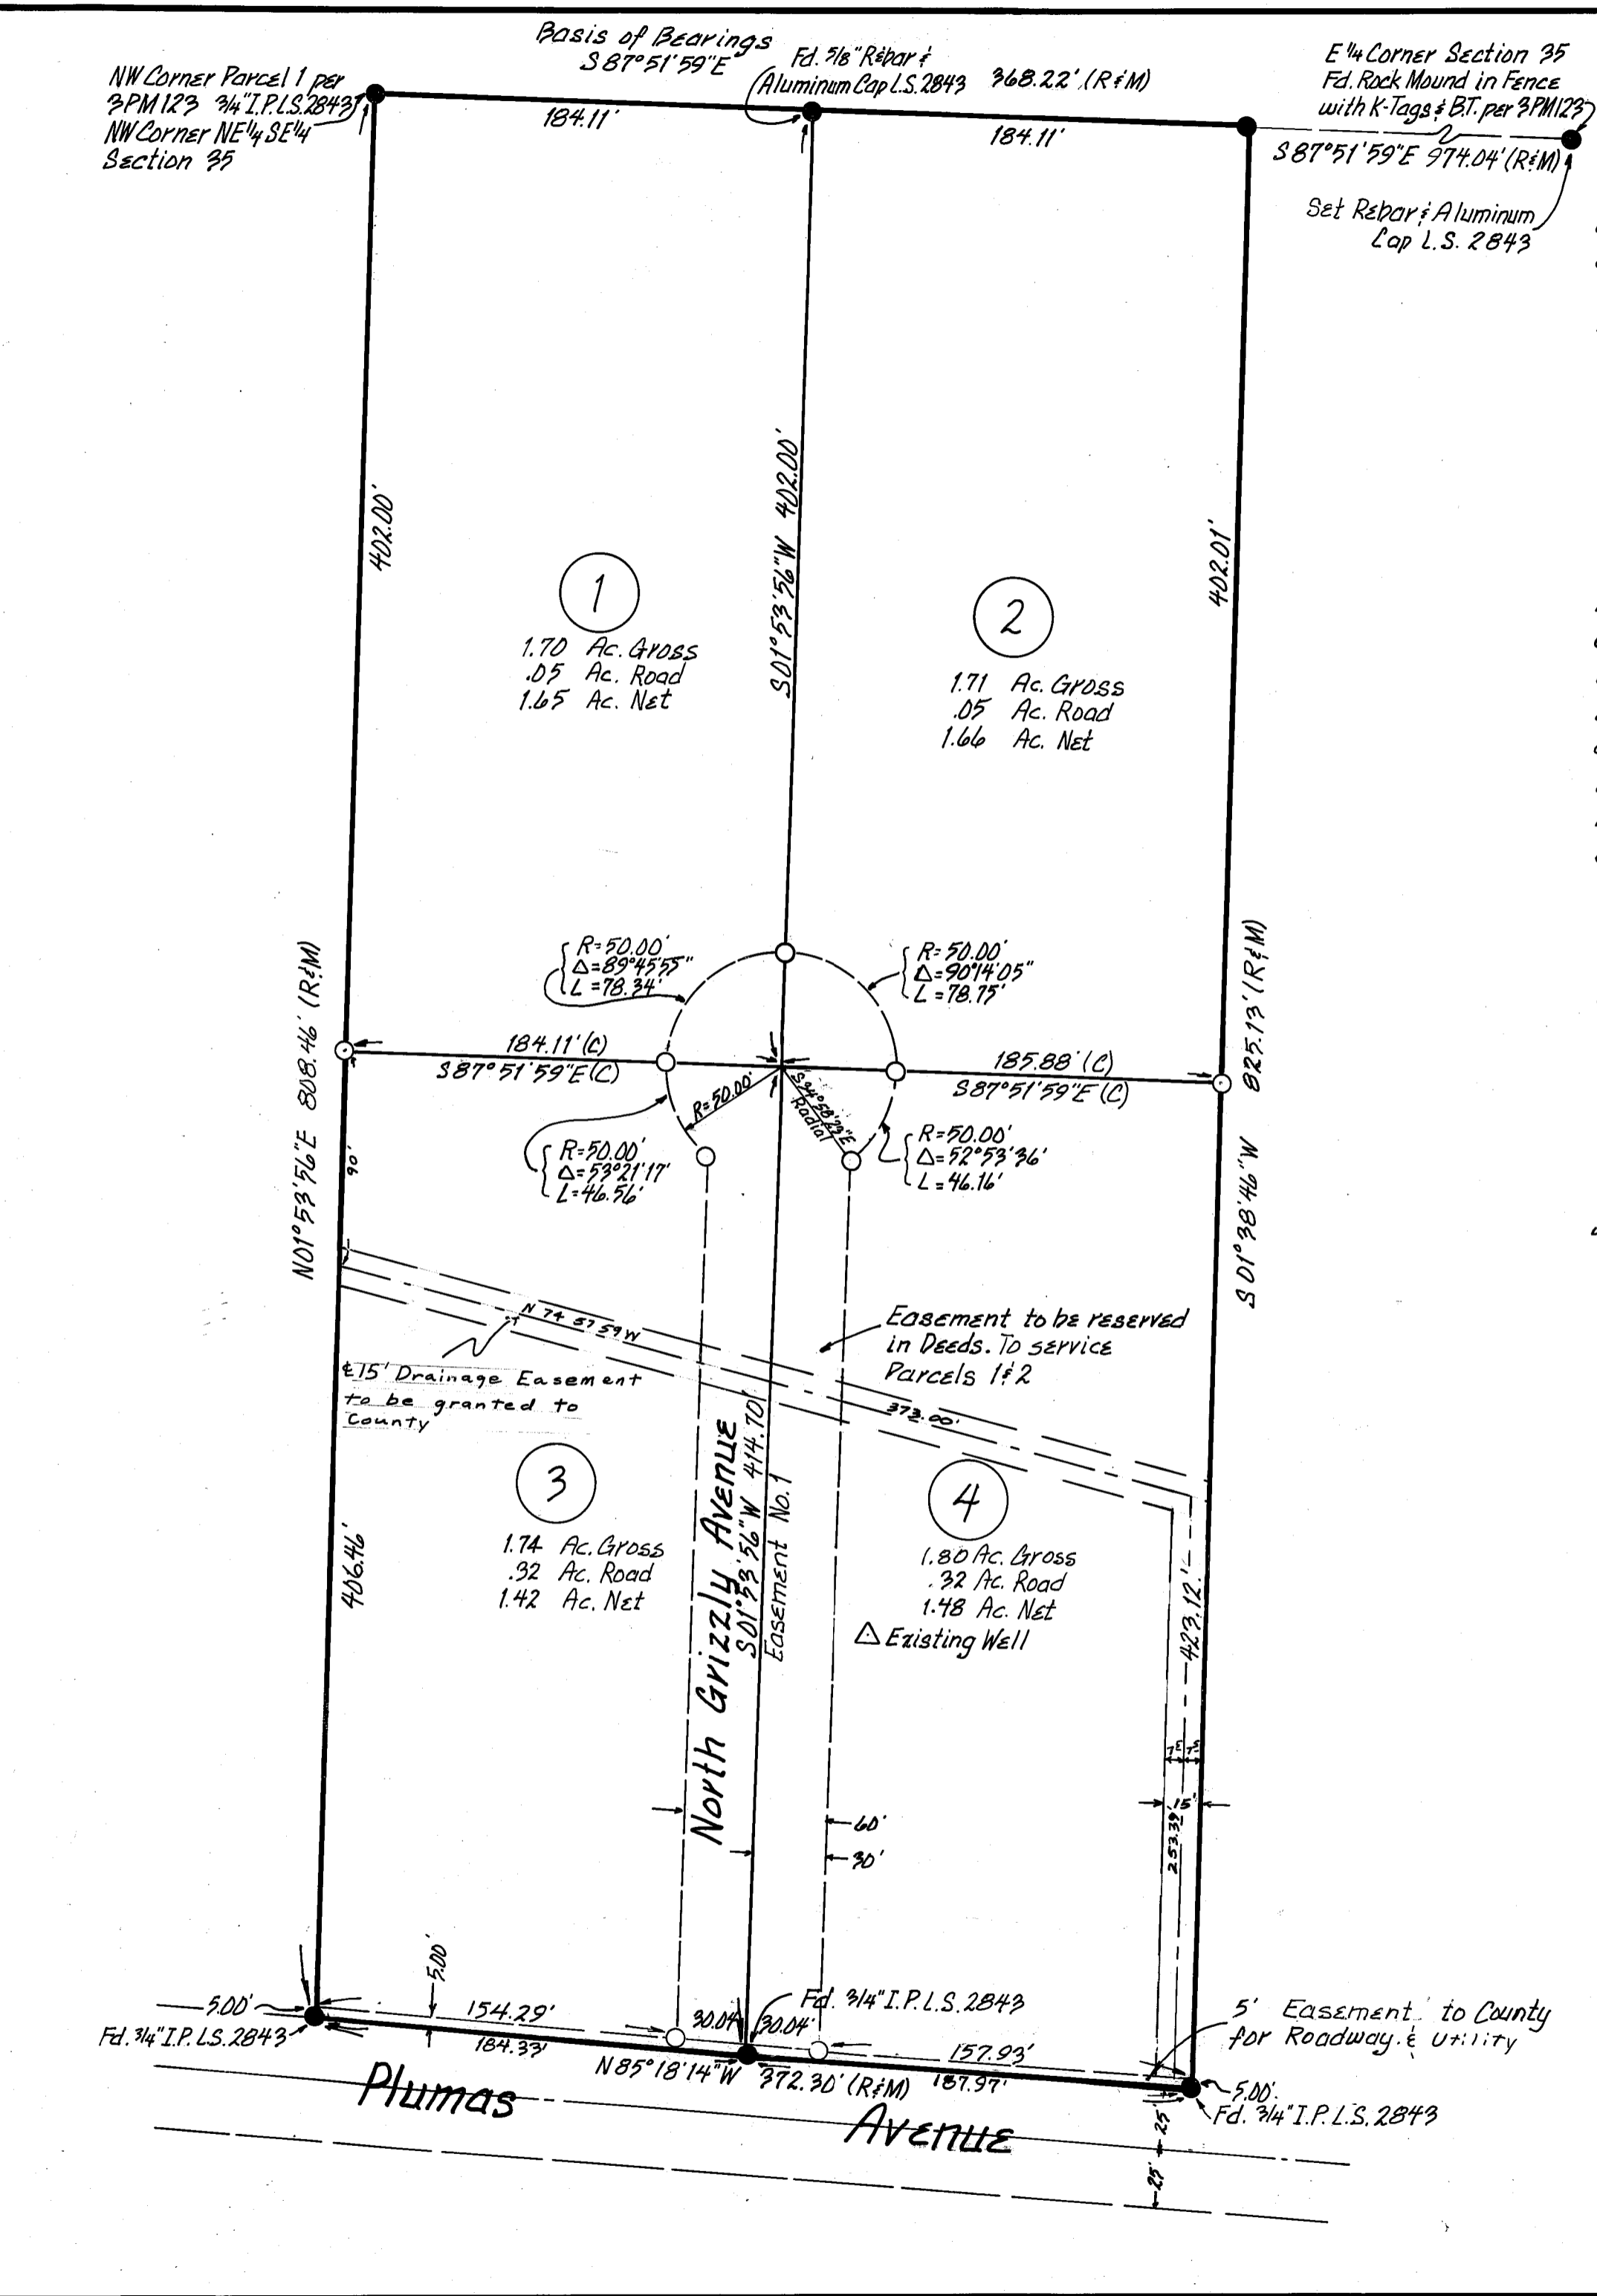 Basis of Bearings
S 87°51'59"E
NW Corner Parcel 1 per
3PM123 3/4"I.P.L.S.2843
NW Corner NE1/4 SE1/4
Section 35
Fd. 5/8" Rebar &
Aluminum Cap L.S. 2843
368.22' (R&M)
E 1/4 Corner Section 35
Fd. Rock Mound in Fence
with K-Tags & B.T. per 3PM123
184.11'
184.11'
S 87°51'59"E 974.04' (R&M)
Set Rebar & Aluminum
Cap L.S. 2843
402.00'
S01°53'56"W 402.00'
402.01'
1
1.70 Ac. Gross
.05 Ac. Road
1.65 Ac. Net
2
1.71 Ac. Gross
.05 Ac. Road
1.66 Ac. Net
N01°53'56"E 808.46' (R&M)
S 01°38'46"W 825.13' (R&M)
R=50.00'
Δ=89°45'55"
L=78.34'
R=50.00'
Δ=90°14'05"
L=78.75'
184.11' (C)
S87°51'59"E (C)
185.88' (C)
S87°51'59"E (C)
R=50.00'
Radial
R=50.00'
Δ=53°21'17"
L=46.56'
R=50.00'
Δ=52°53'36"
L=46.16'
90'
N 74 57 59 W
373.00'
Easement to be reserved
in Deeds. To service
Parcels 1 & 2
℄15' Drainage Easement
to be granted to
County
3
1.74 Ac. Gross
.32 Ac. Road
1.42 Ac. Net
4
1.80 Ac. Gross
.32 Ac. Road
1.48 Ac. Net
Δ Existing Well
406.46'
North Grizzly Avenue
S01°53'56"W 414.70'
Easement No. 1
423.12'
7⁵ 7⁵
15'
253.39'
60'
30'
5.00'
5.00'
Fd. 3/4" I.P.L.S. 2843
154.29'
184.33'
30.04'
30.04'
Fd. 3/4" I.P.L.S. 2843
157.93'
N 85°18'14"W 372.30' (R&M)
187.97'
5' Easement to County
for Roadway & Utility
5.00'
Fd. 3/4" I.P.L.S. 2843
Plumas Avenue
25'
25'